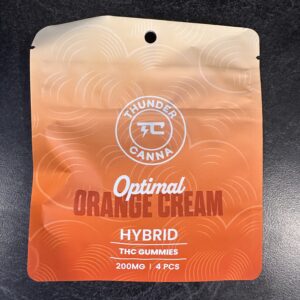 THUNDER
TC
CANNA
Optimal
ORANGE CREAM
HYBRID
THC GUMMIES
200MG | 4 PCS